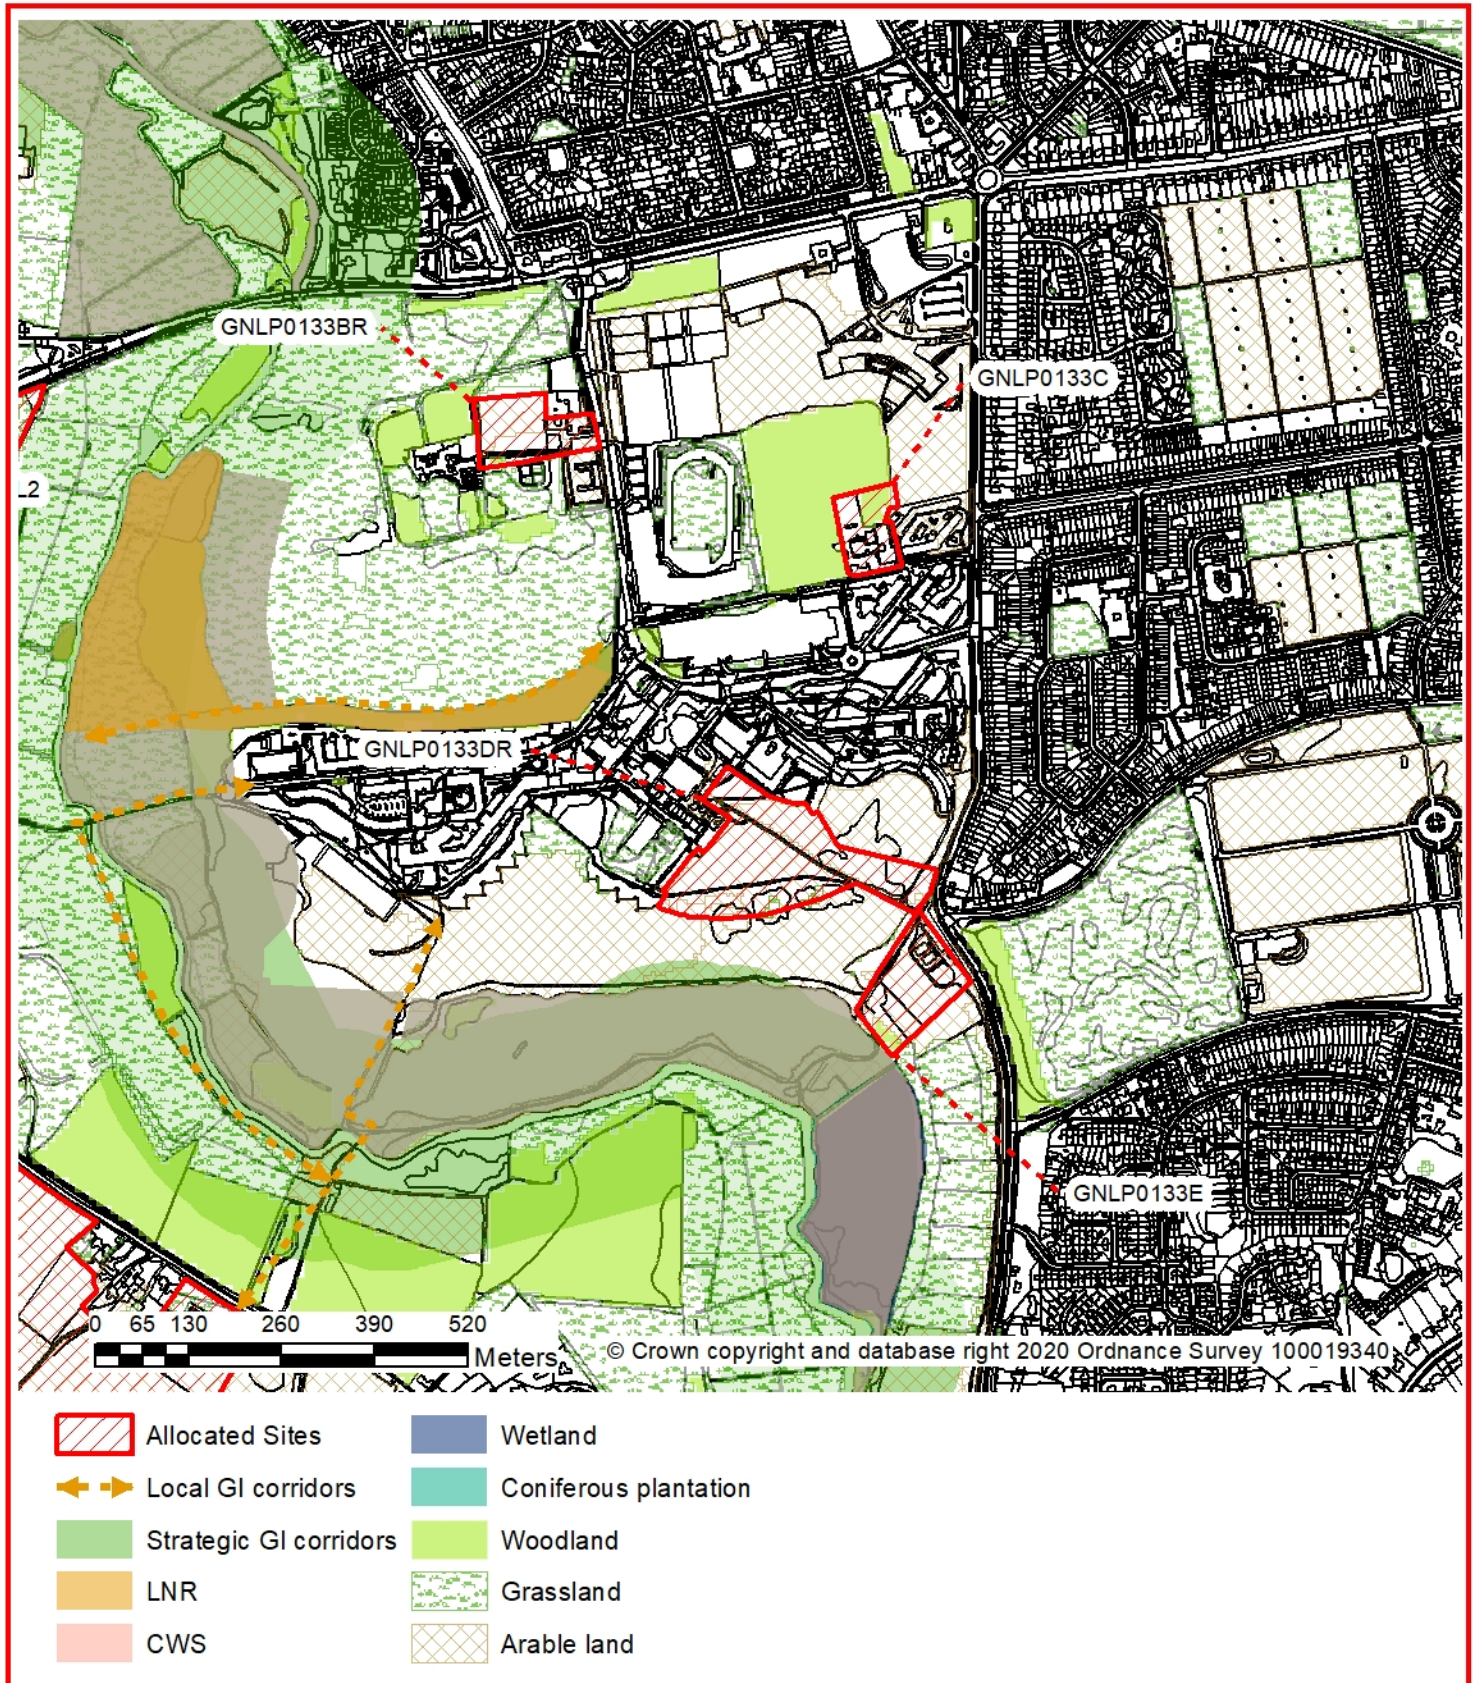 GNLP0133BR
GNLP0133C
L2
GNLP0133DR
GNLP0133E
0 65 130 260 390 520
Meters
© Crown copyright and database right 2020 Ordnance Survey 100019340
Allocated Sites
Local GI corridors
Strategic GI corridors
LNR
CWS
Wetland
Coniferous plantation
Woodland
Grassland
Arable land